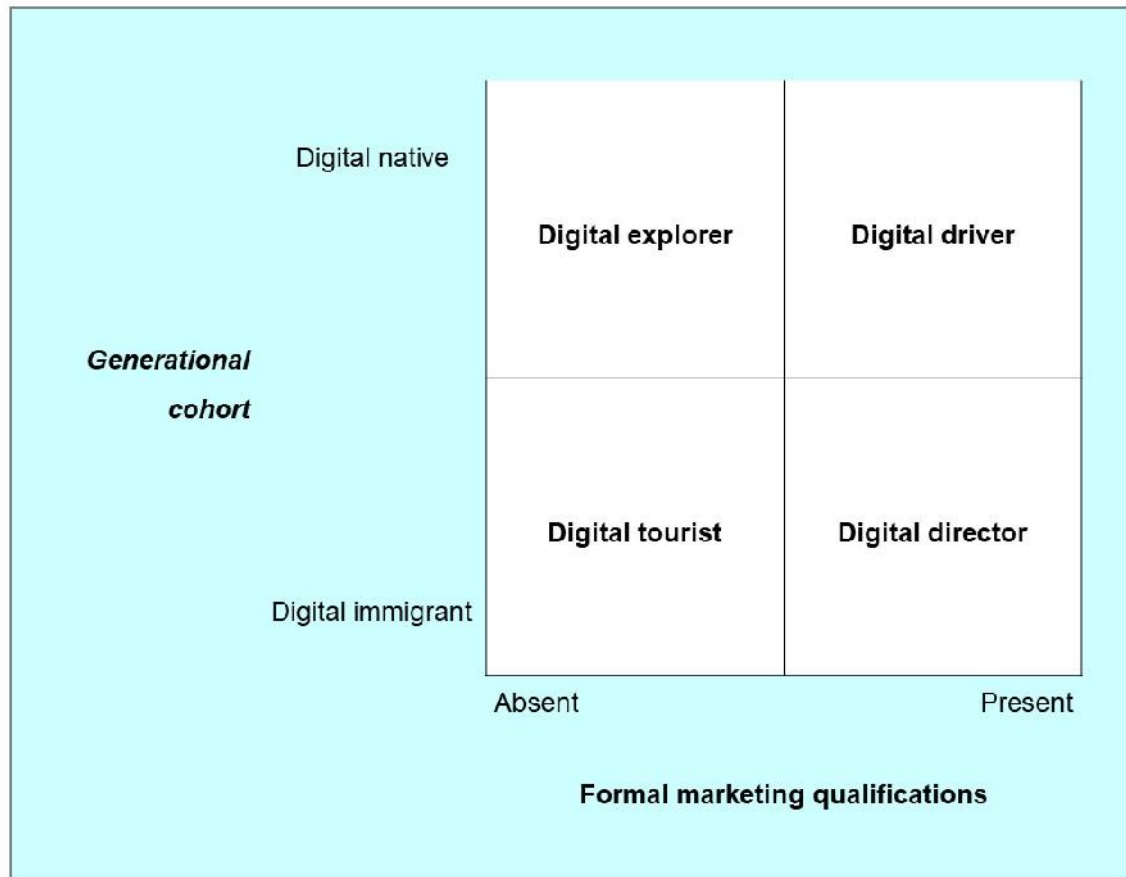 Digital native
Digital explorer
Digital driver
Generational
cohort
Digital tourist
Digital director
Digital immigrant
Absent
Present
Formal marketing qualifications